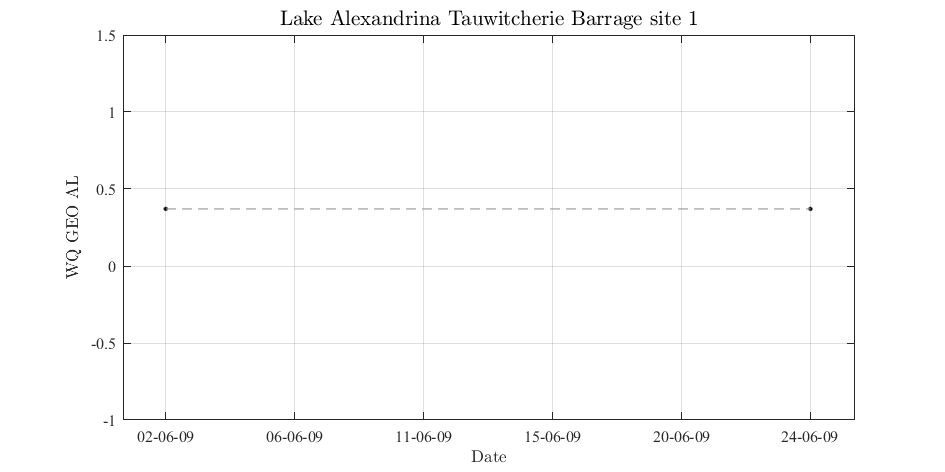 Lake Alexandrina Tauwitcherie Barrage site 1
1.5
1
0.5
0
-0.5
-1
WQ GEO AL
02-06-09 06-06-09 11-06-09 15-06-09 20-06-09 24-06-09
Date